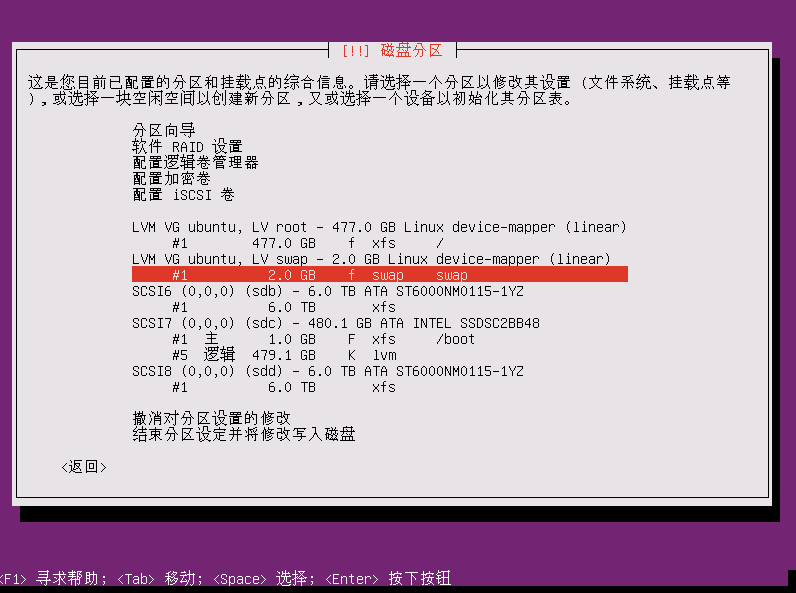 [!!] 磁盘分区
这是您目前已配置的分区和挂载点的综合信息。请选择一个分区以修改其设置 (文件系统、挂载点等
),或选择一块空闲空间以创建新分区,又或选择一个设备以初始化其分区表。
分区向导
软件 RAID 设置
配置逻辑卷管理器
配置加密卷
配置 iSCSI 卷
LVM VG ubuntu, LV root - 477.0 GB Linux device-mapper (linear)
#1 477.0 GB f xfs /
LVM VG ubuntu, LV swap - 2.0 GB Linux device-mapper (linear)
#1 2.0 GB f swap swap
SCSI6 (0,0,0) (sdb) - 6.0 TB ATA ST6000NM0115-1YZ
#1 6.0 TB xfs
SCSI7 (0,0,0) (sdc) - 480.1 GB ATA INTEL SSDSC2BB48
#1 主 1.0 GB F xfs /boot
#5 逻辑 479.1 GB K lvm
SCSI8 (0,0,0) (sdd) - 6.0 TB ATA ST6000NM0115-1YZ
#1 6.0 TB xfs
撤消对分区设置的修改
结束分区设定并将修改写入磁盘
<返回>
<F1> 寻求帮助; <Tab> 移动; <Space> 选择; <Enter> 按下按钮